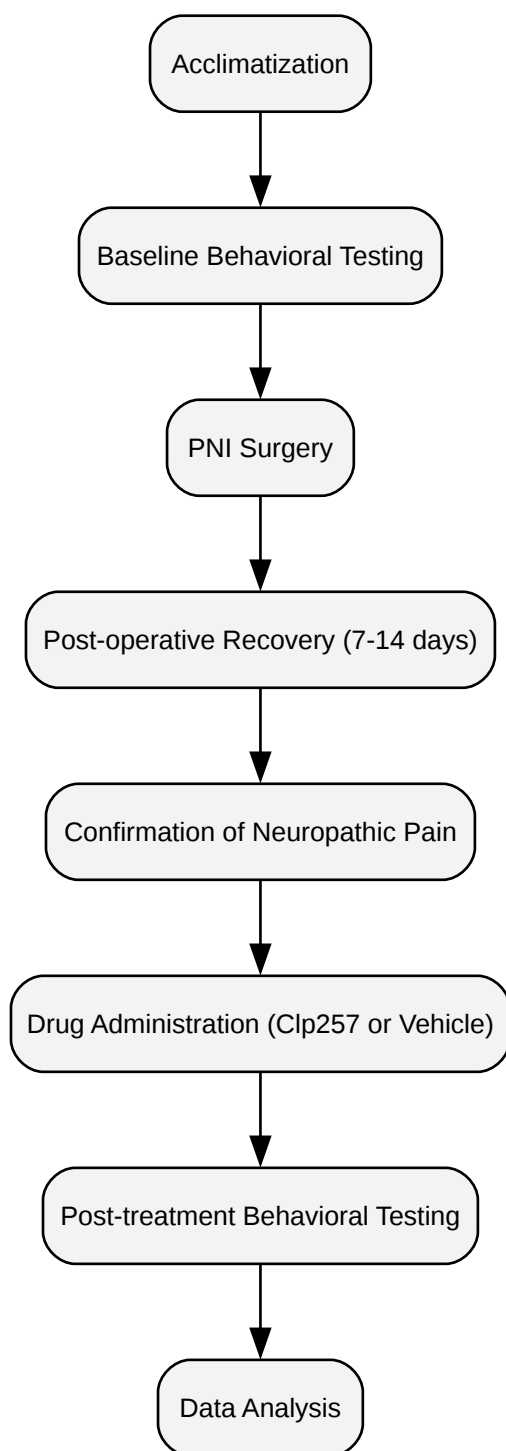 Acclimatization
Baseline Behavioral Testing
PNI Surgery
Post-operative Recovery (7-14 days)
Confirmation of Neuropathic Pain
Drug Administration (Clp257 or Vehicle)
Post-treatment Behavioral Testing
Data Analysis